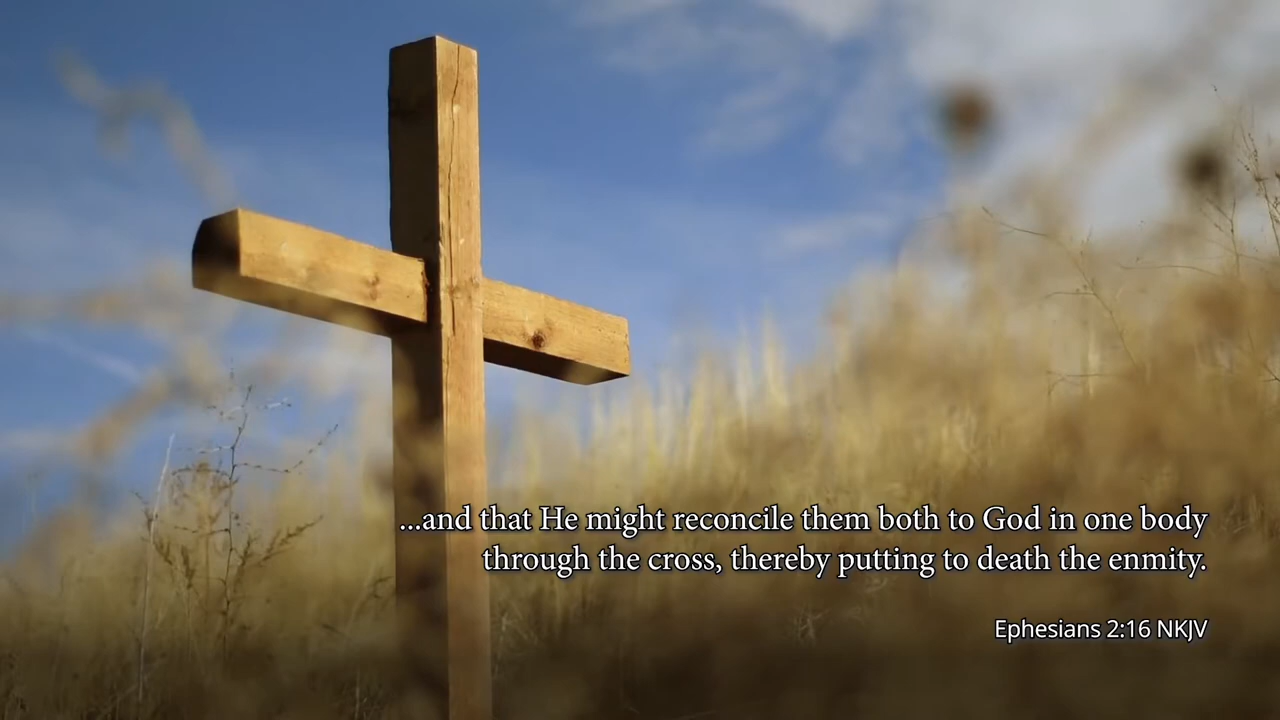 ...and that He might reconcile them both to God in one body
through the cross, thereby putting to death the enmity.
Ephesians 2:16 NKJV